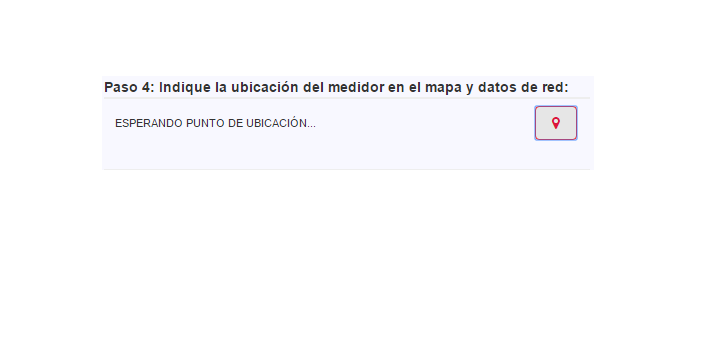 Paso 4: Indique la ubicación del medidor en el mapa y datos de red:
ESPERANDO PUNTO DE UBICACIÓN...